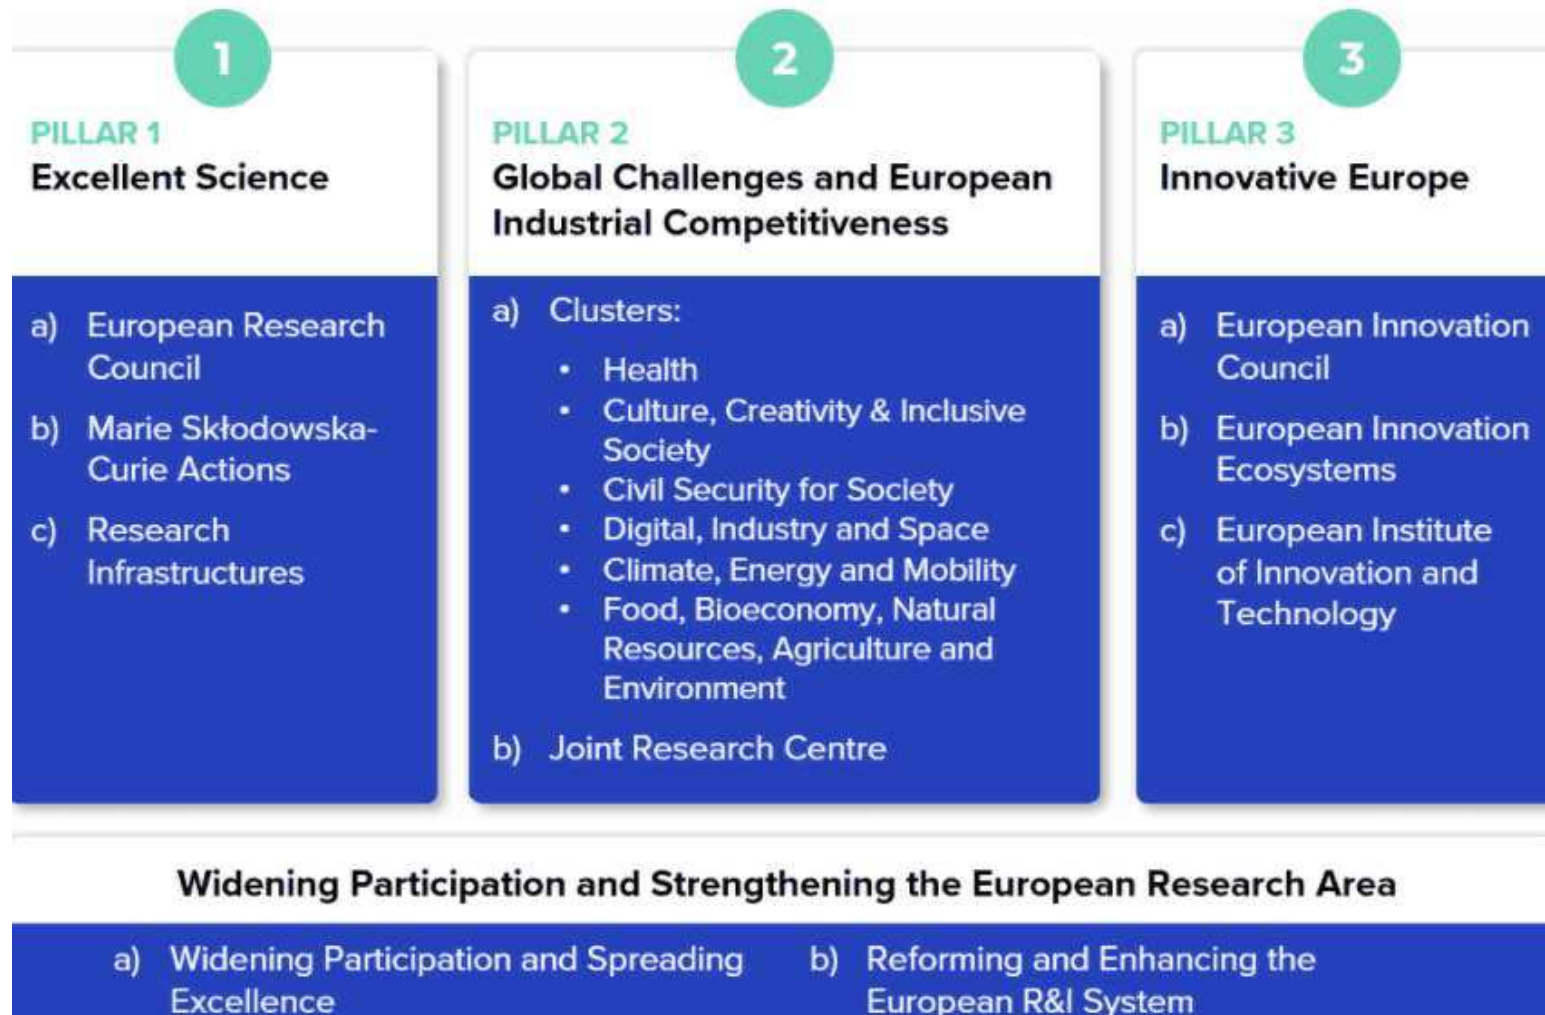 1
PILLAR 1
Excellent Science
a) European Research
Council
b) Marie Skłodowska-
Curie Actions
c) Research
Infrastructures
2
PILLAR 2
Global Challenges and European
Industrial Competitiveness
a) Clusters:
• Health
• Culture, Creativity & Inclusive
Society
• Civil Security for Society
• Digital, Industry and Space
• Climate, Energy and Mobility
• Food, Bioeconomy, Natural
Resources, Agriculture and
Environment
b) Joint Research Centre
3
PILLAR 3
Innovative Europe
a) European Innovation
Council
b) European Innovation
Ecosystems
c) European Institute
of Innovation and
Technology
Widening Participation and Strengthening the European Research Area
a) Widening Participation and Spreading
Excellence
b) Reforming and Enhancing the
European R&I System